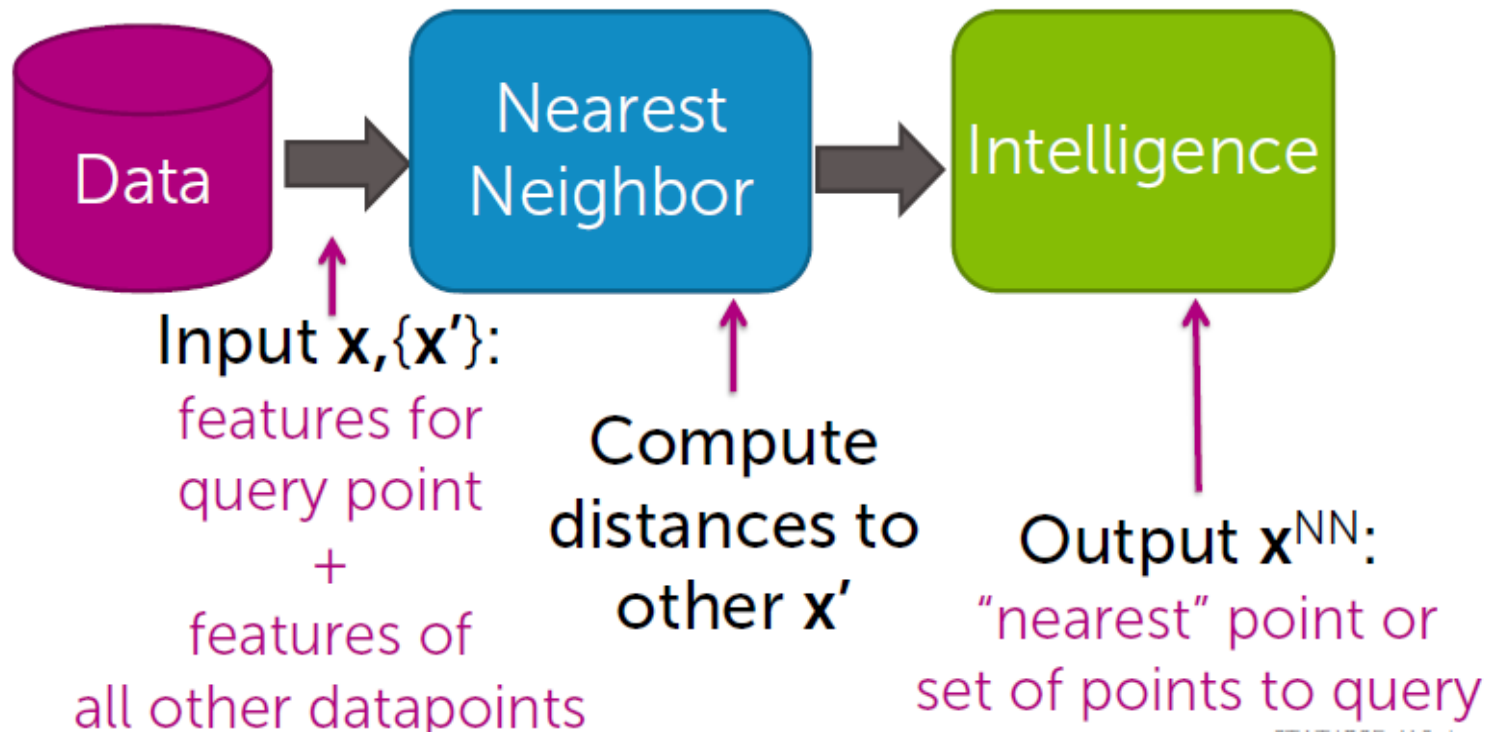 Data
Nearest
Neighbor
Intelligence
Input x,{x’}:
features for
query point
+
features of
all other datapoints
Compute
distances to
other x’
Output xNN:
“nearest” point or
set of points to query